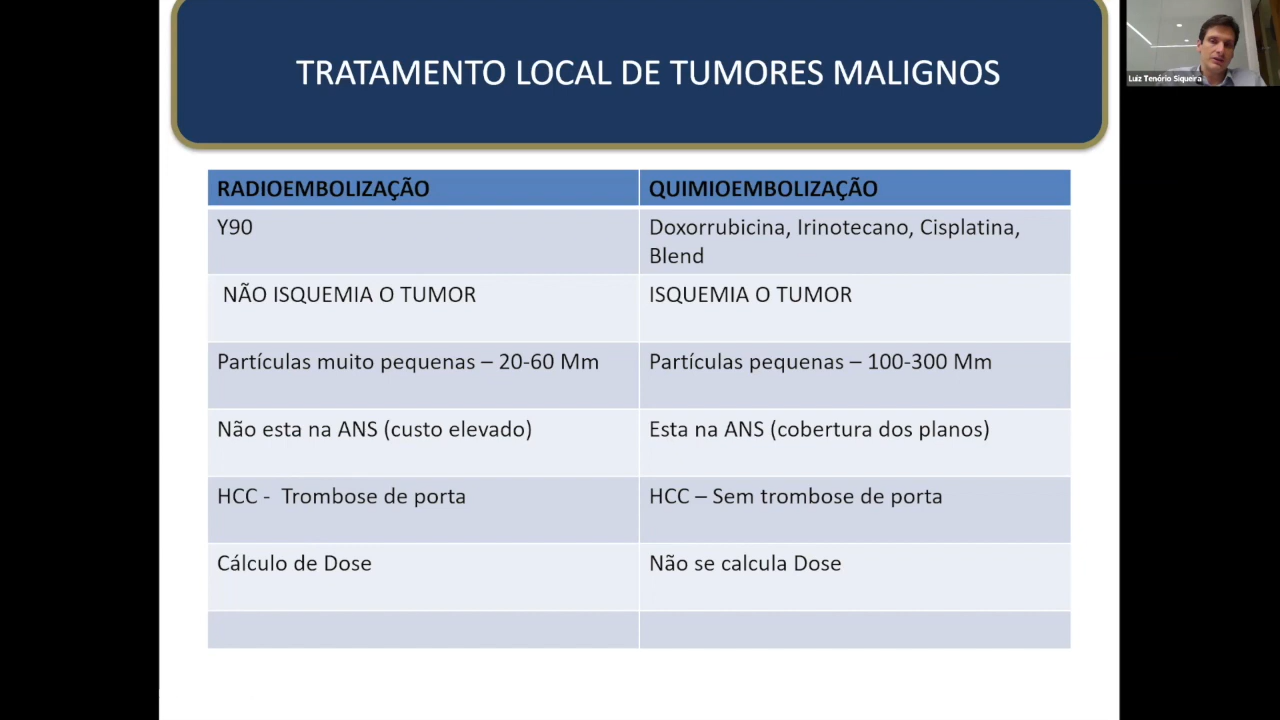 TRATAMENTO LOCAL DE TUMORES MALIGNOS
Luiz Tenório Siqueira
RADIOEMBOLIZAÇÃO
QUIMIOEMBOLIZAÇÃO
Y90
Doxorrubicina, Irinotecano, Cisplatina,
Blend
NÃO ISQUEMIA O TUMOR
ISQUEMIA O TUMOR
Partículas muito pequenas – 20-60 Mm
Partículas pequenas – 100-300 Mm
Não esta na ANS (custo elevado)
Esta na ANS (cobertura dos planos)
HCC - Trombose de porta
HCC – Sem trombose de porta
Cálculo de Dose
Não se calcula Dose